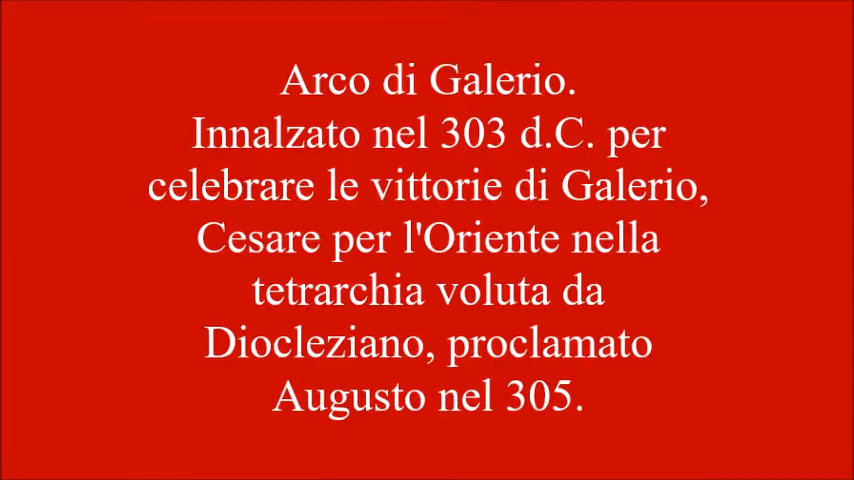 Arco di Galerio.
Innalzato nel 303 d.C. per
celebrare le vittorie di Galerio,
Cesare per l'Oriente nella
tetrarchia voluta da
Diocleziano, proclamato
Augusto nel 305.